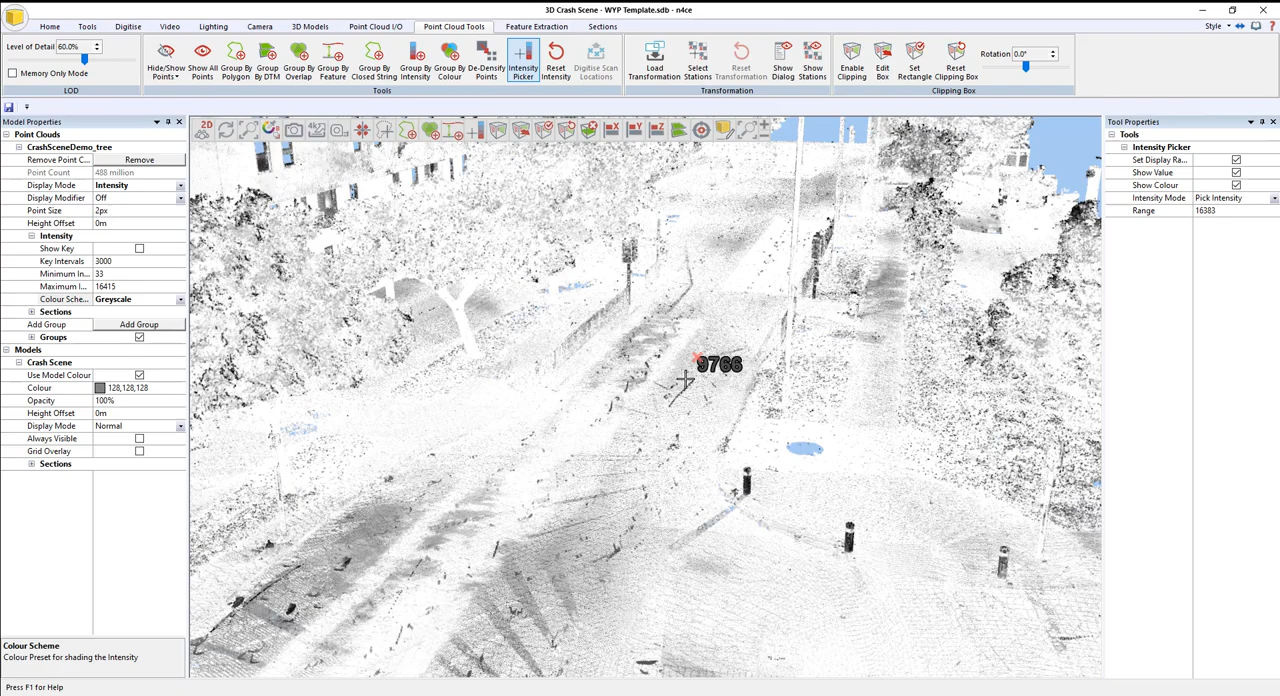 3D Crash Scene - WYP Template.sdb - n4ce
Home Tools Digitise Video Lighting Camera 3D Models Point Cloud I/O Point Cloud Tools Feature Extraction Sections Style
Level of Detail 60.0%
Memory Only Mode
LOD
Hide/Show Points
Show All Points
Group By Polygon
Group By DTM
Group By Overlap
Group By Feature
Group By Closed String
Group By Intensity
Group By Colour
De-Densify Points
Intensity Picker
Reset Intensity
Digitise Scan Locations
Tools
Load Transformation
Select Stations
Reset Transformation
Show Dialog
Show Stations
Transformation
Enable Clipping
Edit Box
Set Rectangle
Reset Clipping Box
Rotation 0.0°
Clipping Box
Model Properties
Point Clouds
CrashSceneDemo_tree
Remove Point C... Remove
Point Count 488 million
Display Mode Intensity
Display Modifier Off
Point Size 2px
Height Offset 0m
Intensity
Show Key
Key Intervals 3000
Minimum In... 33
Maximum I... 16415
Colour Sche... Greyscale
Sections
Add Group Add Group
Groups
Models
Crash Scene
Use Model Colour
Colour 128,128,128
Opacity 100%
Height Offset 0m
Display Mode Normal
Always Visible
Grid Overlay
Sections
Colour Scheme
Colour Preset for shading the Intensity
Press F1 for Help
2D
4k
X
Y
Z
9766
Tool Properties
Tools
Intensity Picker
Set Display Ra...
Show Value
Show Colour
Intensity Mode Pick Intensity
Range 16383